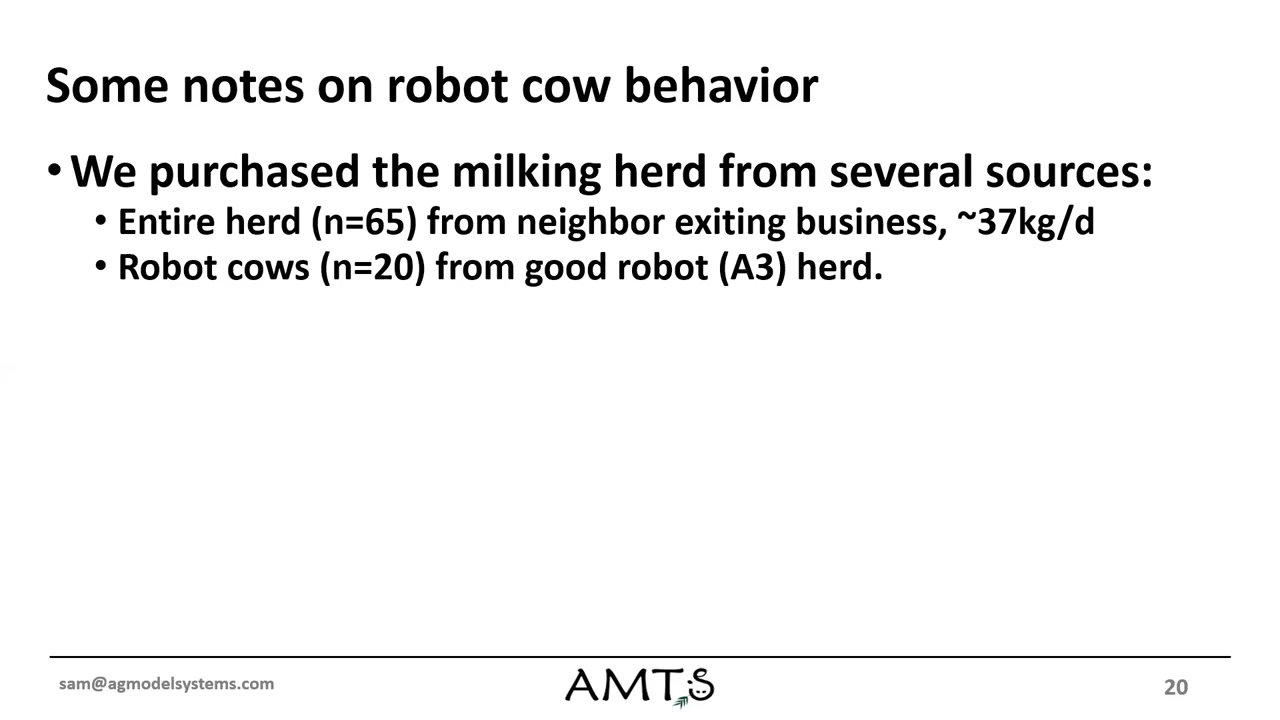 Some notes on robot cow behavior
• We purchased the milking herd from several sources:
• Entire herd (n=65) from neighbor exiting business, ~37kg/d
• Robot cows (n=20) from good robot (A3) herd.
sam@agmodelsystems.com
AMTS
20